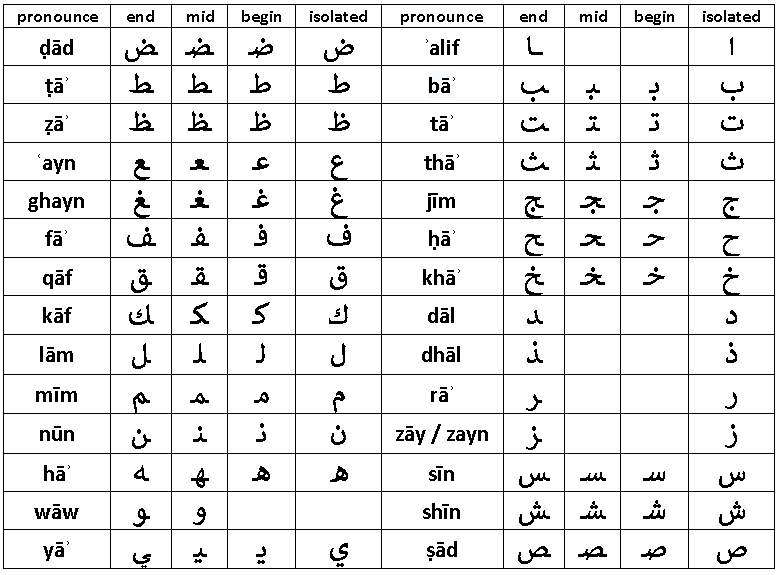 pronounce end mid begin isolated pronounce end mid begin isolated
ḍād ـض ـضـ ضـ ض ʾalif ـا ا
ṭāʾ ـط ـطـ طـ ط bāʾ ـب ـبـ بـ ب
ẓāʾ ـظ ـظـ ظـ ظ tāʾ ـت ـتـ تـ ت
ʿayn ـع ـعـ عـ ع thāʾ ـث ـثـ ثـ ث
ghayn ـغ ـغـ غـ غ jīm ـج ـجـ جـ ج
fāʾ ـف ـفـ فـ ف ḥāʾ ـح ـحـ حـ ح
qāf ـق ـقـ قـ ق khāʾ ـخ ـخـ خـ خ
kāf ـك ـكـ كـ ك dāl ـد د
lām ـل ـلـ لـ ل dhāl ـذ ذ
mīm ـم ـمـ مـ م rāʾ ـر ر
nūn ـن ـنـ نـ ن zāy / zayn ـز ز
hāʾ ـه ـهـ هـ ه sīn ـس ـسـ سـ س
wāw ـو و shīn ـش ـشـ شـ ش
yāʾ ـي ـيـ يـ ي ṣād ـص ـصـ صـ ص